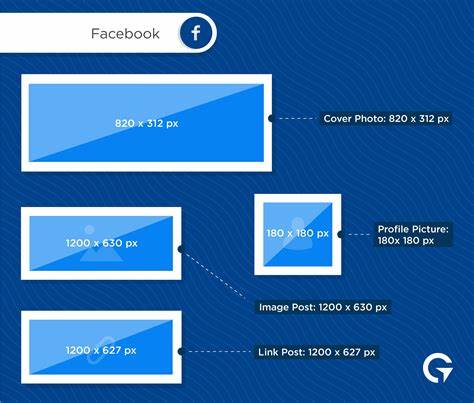 Facebook
820 x 312 px
Cover Photo: 820 x 312 px
1200 x 630 px
180 x 180 px
Profile Picture:
180x 180 px
Image Post: 1200 x 630 px
1200 x 627 px
Link Post: 1200 x 627 px